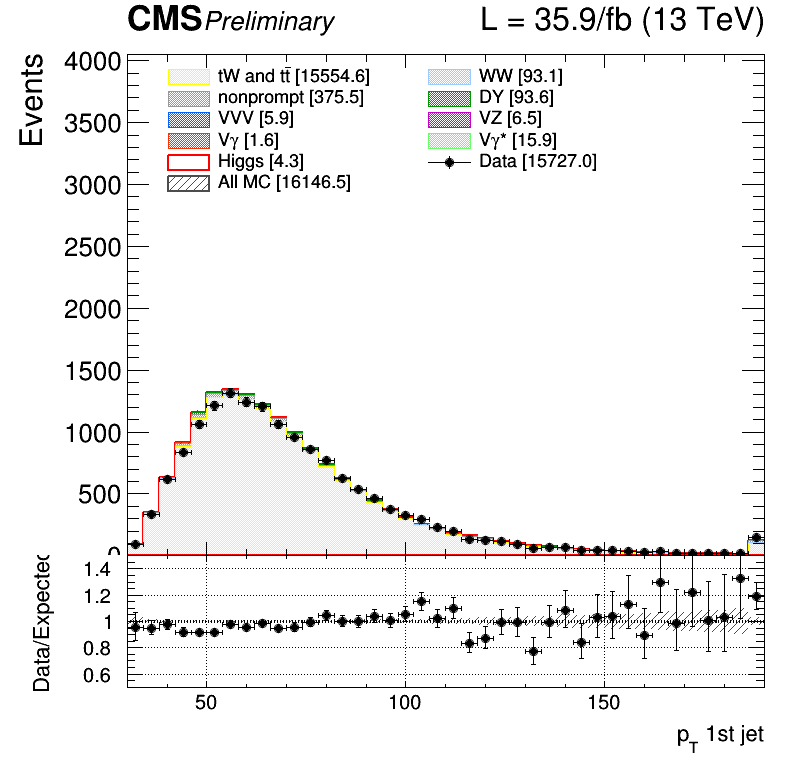 CMS Preliminary L = 35.9/fb (13 TeV)
Events
4000
3500
3000
2500
2000
1500
1000
500
0
tW and tt̄ [15554.6]
nonprompt [375.5]
VVV [5.9]
Vγ [1.6]
Higgs [4.3]
All MC [16146.5]
WW [93.1]
DY [93.6]
VZ [6.5]
Vγ* [15.9]
Data [15727.0]
Data/Expected
1.4
1.2
1
0.8
0.6
50 100 150
pT 1st jet